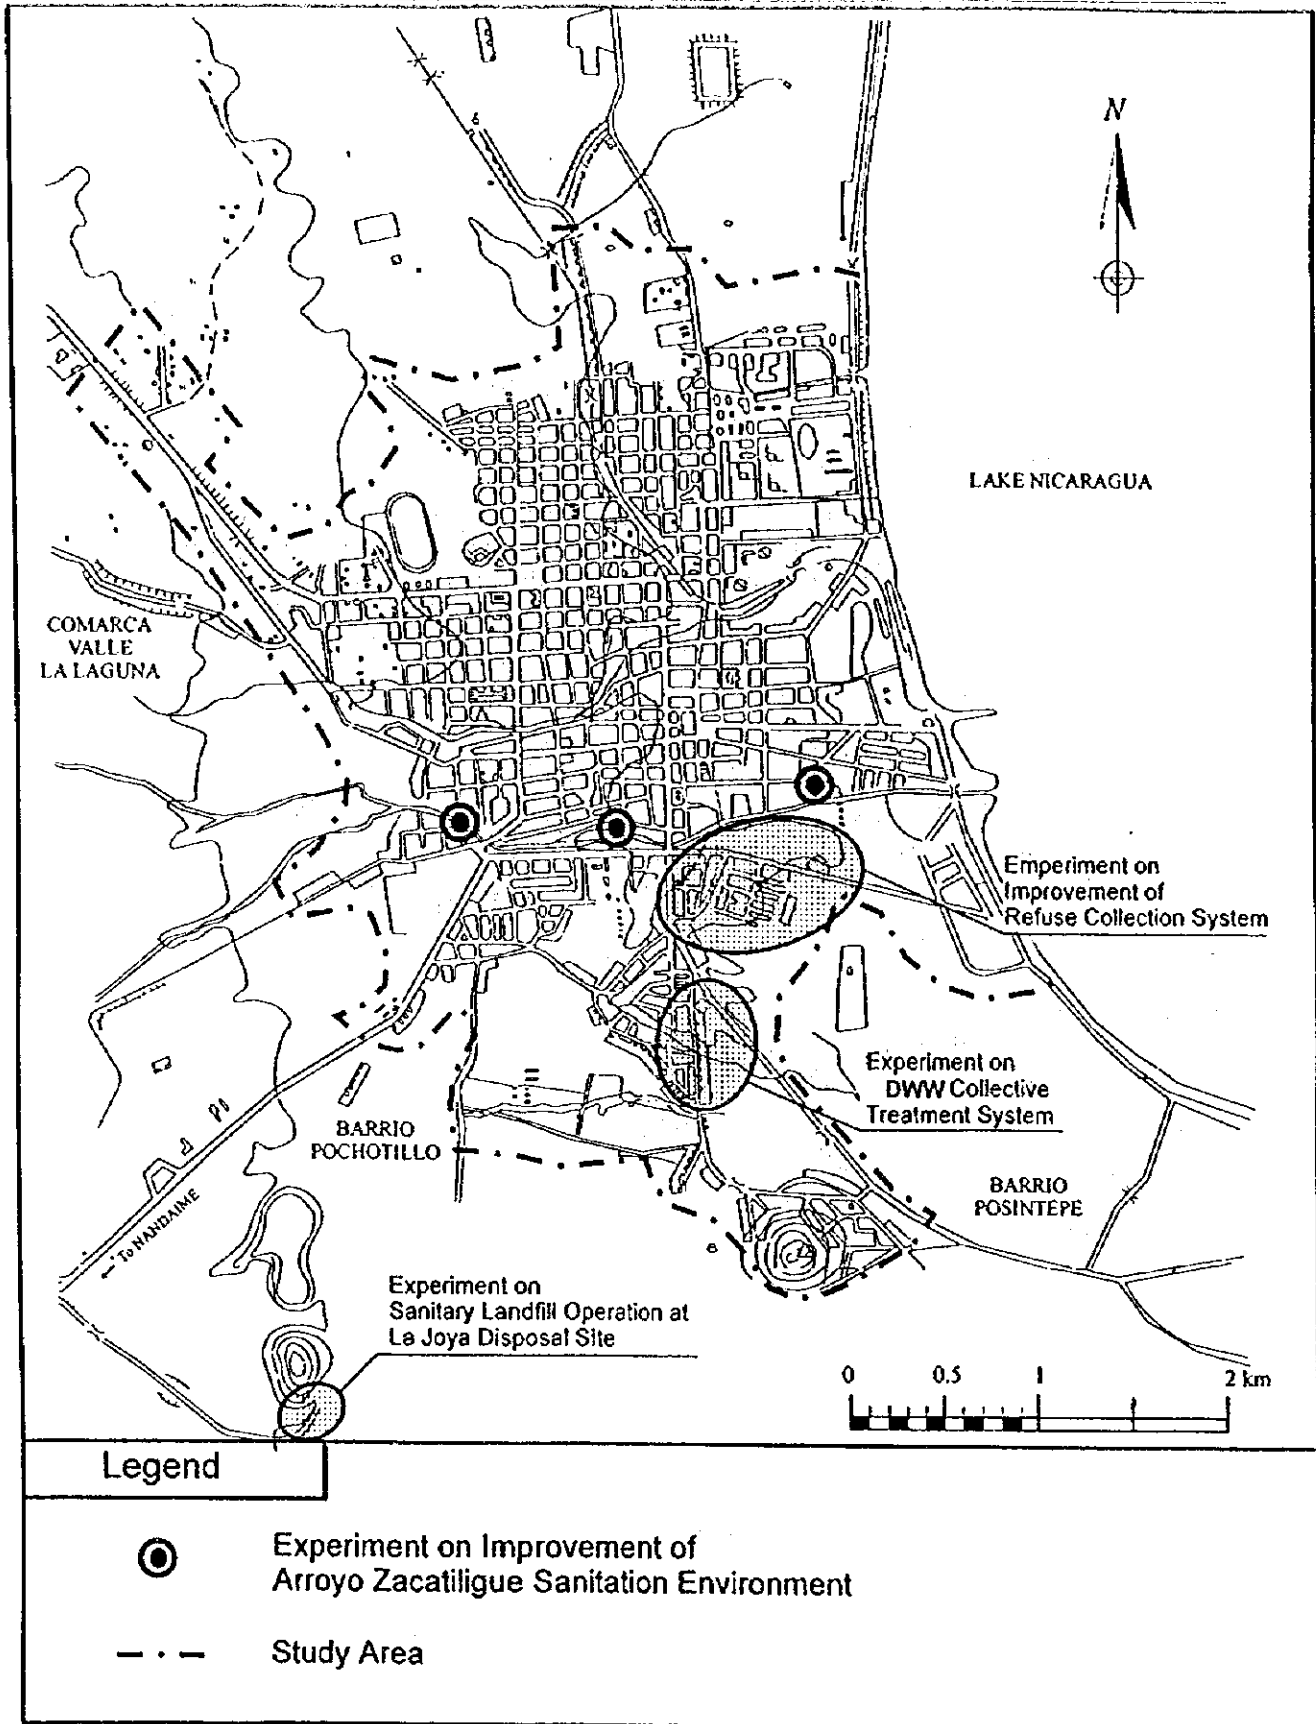 N
LAKE NICARAGUA
COMARCA
VALLE
LA LAGUNA
Emperiment on
Improvement of
Refuse Collection System
Experiment on
DWW Collective
Treatment System
BARRIO
POCHOTILLO
BARRIO
POSINTEPE
To NANDAIME
Experiment on
Sanitary Landfill Operation at
La Joya Disposal Site
0 0.5 1 2 km
Legend
Experiment on Improvement of
Arroyo Zacatiligue Sanitation Environment
Study Area